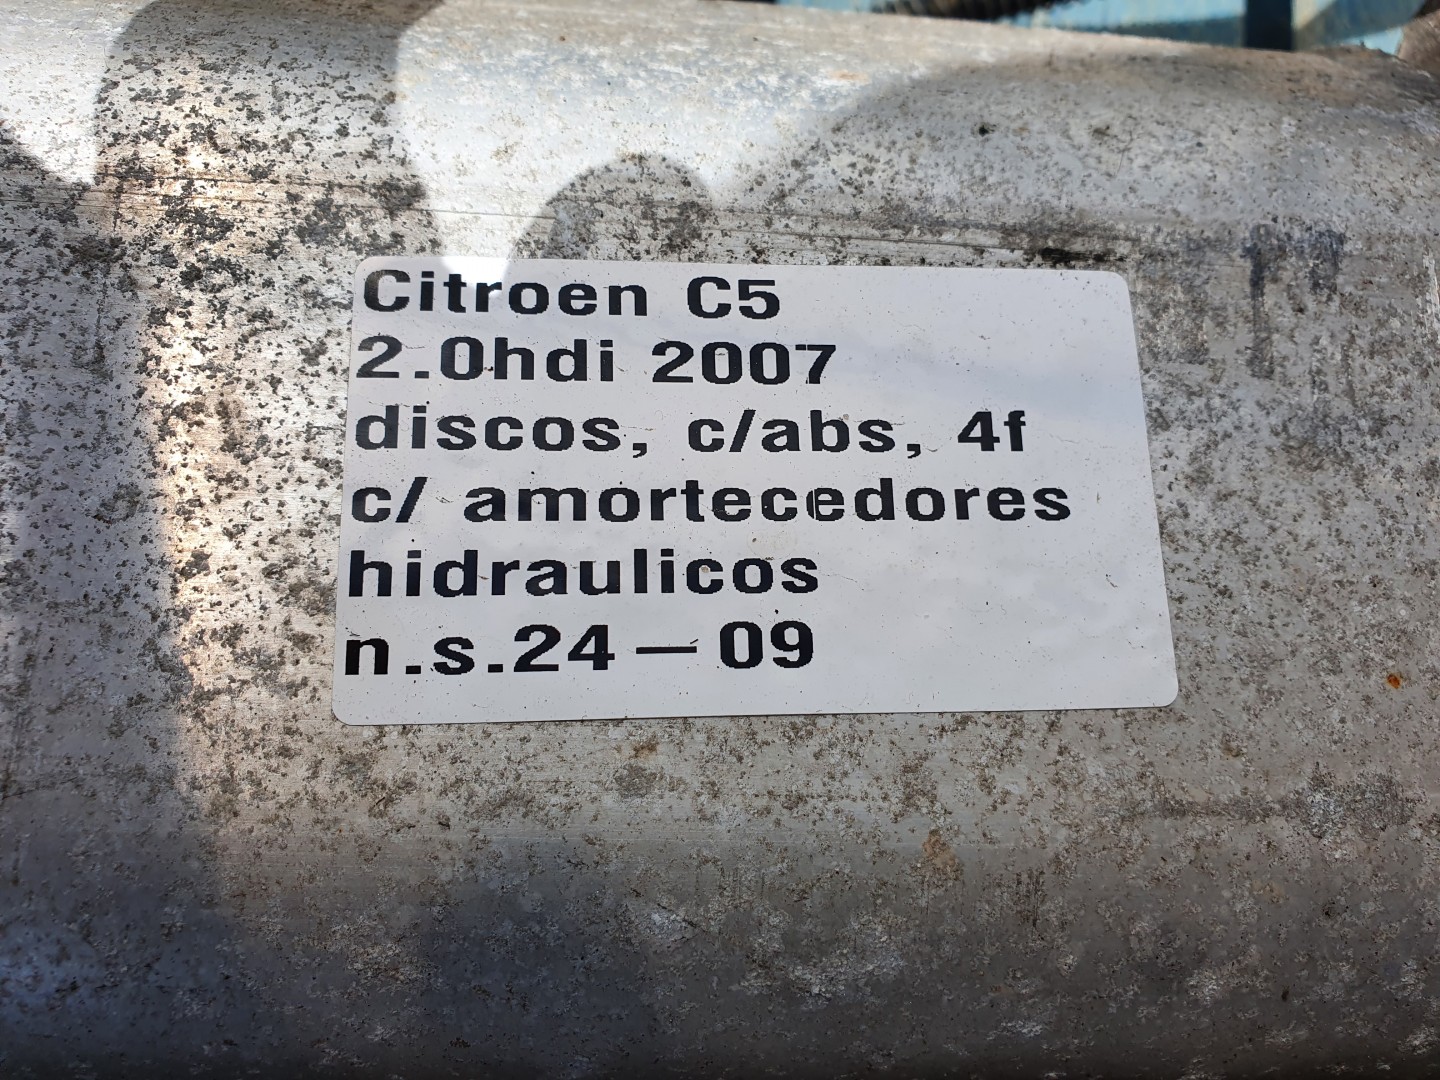 Citroen C5
2.0hdi 2007
discos, c/abs, 4f
c/ amortecedores
hidraulicos
n.s.24-09